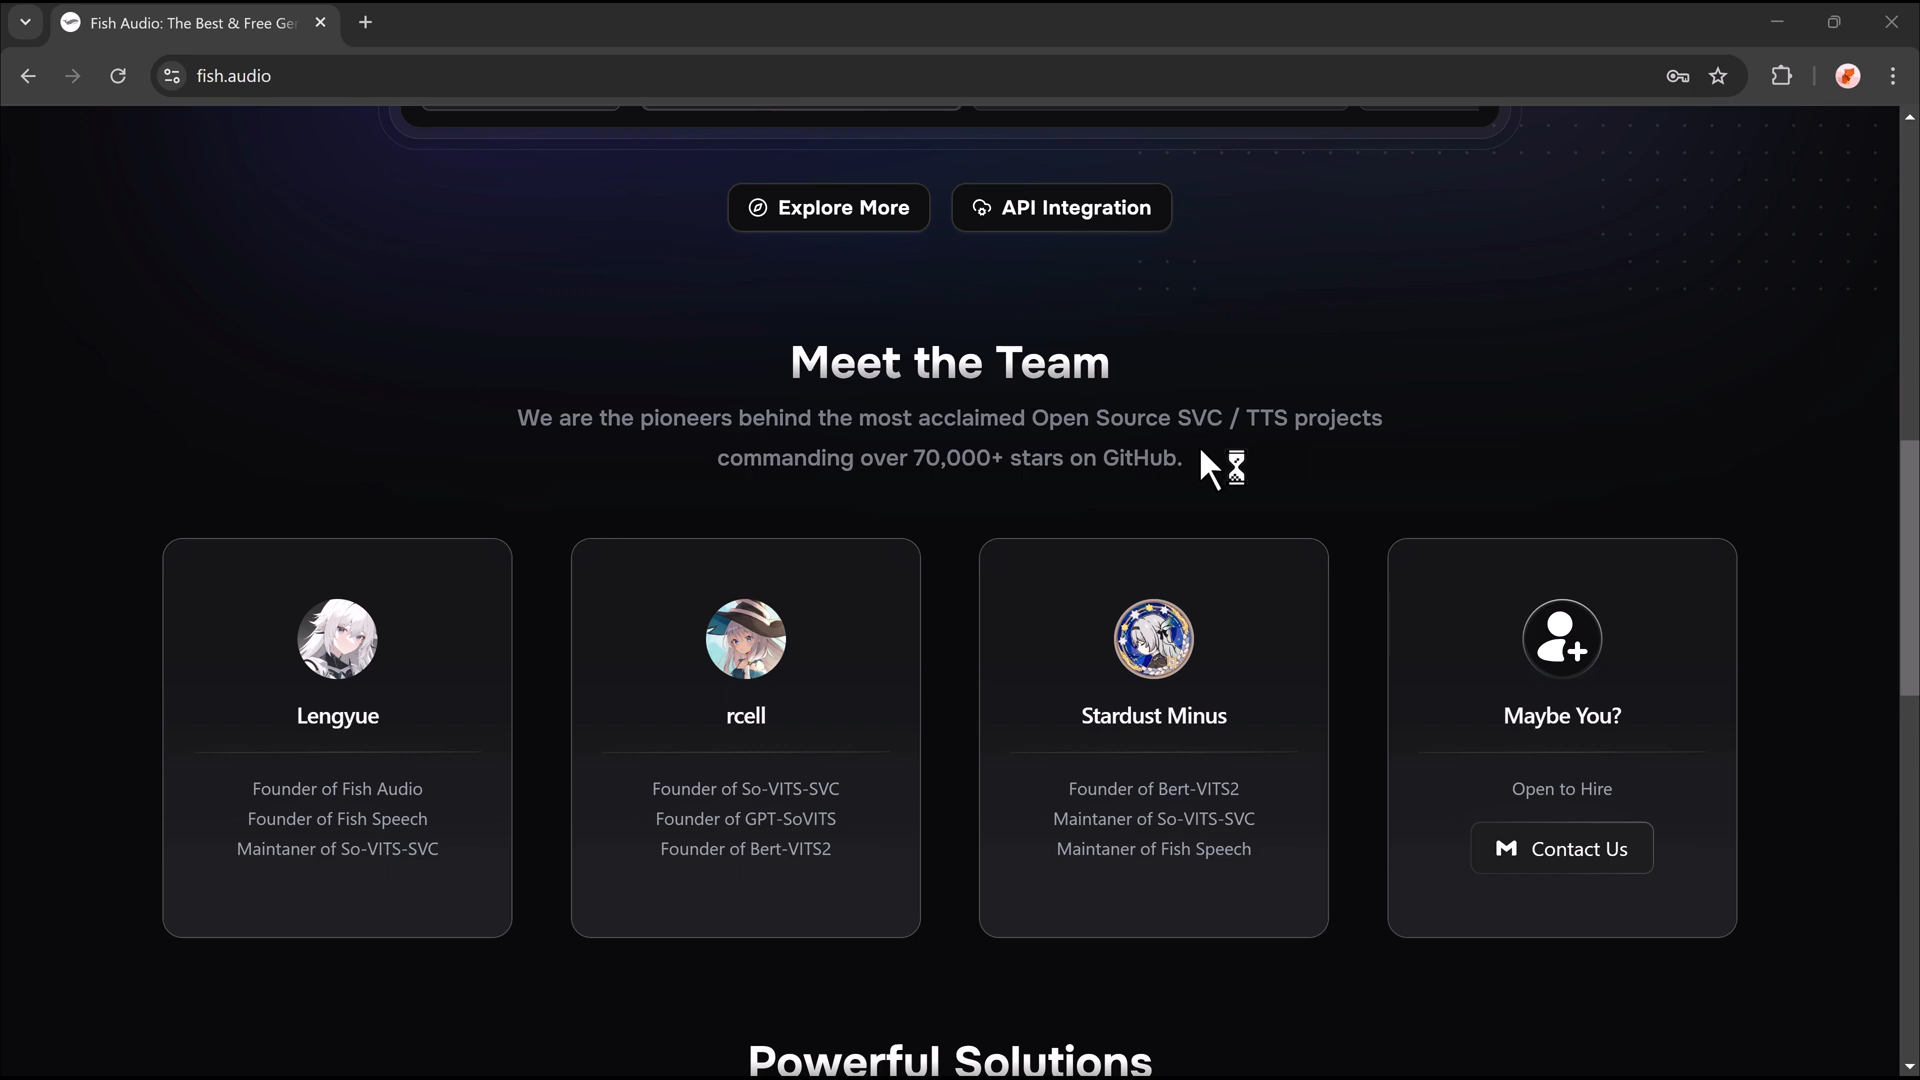 Fish Audio: The Best & Free Ger
fish.audio
Explore More
API Integration
Meet the Team
We are the pioneers behind the most acclaimed Open Source SVC / TTS projects
commanding over 70,000+ stars on GitHub.
Lengyue
Founder of Fish Audio
Founder of Fish Speech
Maintaner of So-VITS-SVC
rcell
Founder of So-VITS-SVC
Founder of GPT-SoVITS
Founder of Bert-VITS2
Stardust Minus
Founder of Bert-VITS2
Maintaner of So-VITS-SVC
Maintaner of Fish Speech
Maybe You?
Open to Hire
Contact Us
Powerful Solutions